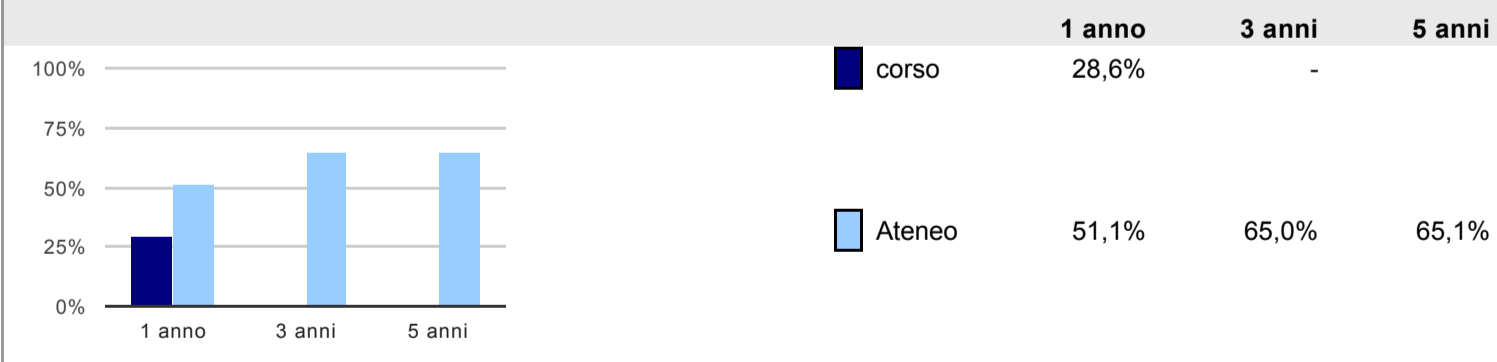 1 anno 3 anni 5 anni
100%
75%
50%
25%
0%
1 anno 3 anni 5 anni
corso 28,6% -
Ateneo 51,1% 65,0% 65,1%